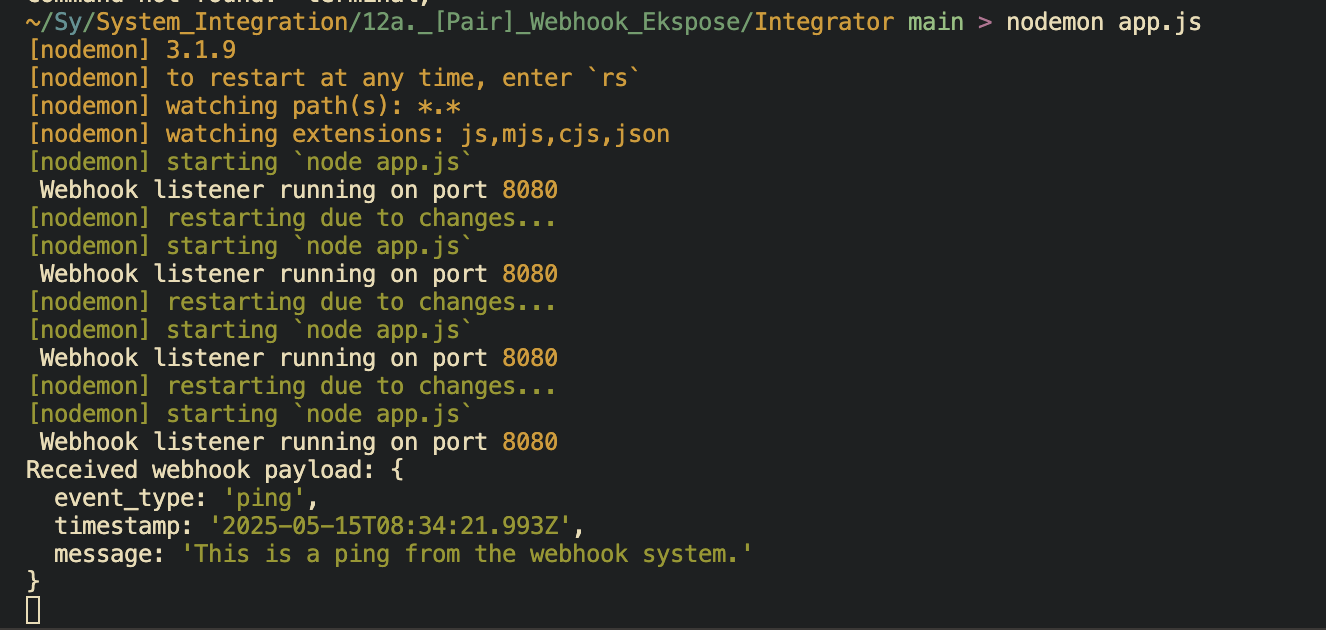 ~/Sy/System_Integration/12a._[Pair]_Webhook_Ekspose/Integrator main > nodemon app.js
[nodemon] 3.1.9
[nodemon] to restart at any time, enter `rs`
[nodemon] watching path(s): *.*
[nodemon] watching extensions: js,mjs,cjs,json
[nodemon] starting `node app.js`
Webhook listener running on port 8080
[nodemon] restarting due to changes...
[nodemon] starting `node app.js`
Webhook listener running on port 8080
[nodemon] restarting due to changes...
[nodemon] starting `node app.js`
Webhook listener running on port 8080
[nodemon] restarting due to changes...
[nodemon] starting `node app.js`
Webhook listener running on port 8080
Received webhook payload: {
  event_type: 'ping',
  timestamp: '2025-05-15T08:34:21.993Z',
  message: 'This is a ping from the webhook system.'
}